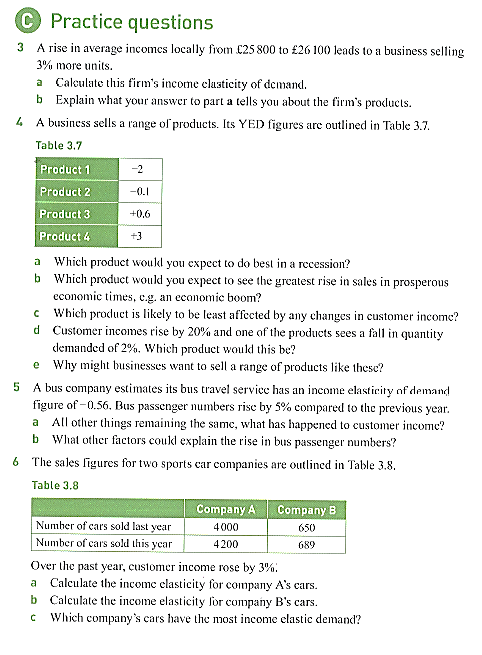 C Practice questions
3 A rise in average incomes locally from £25 800 to £26 100 leads to a business selling
3% more units.
a Calculate this firm's income elasticity of demand.
b Explain what your answer to part a tells you about the firm's products.
4 A business sells a range of products. Its YED figures are outlined in Table 3.7.
Table 3.7
Product 1 −2
Product 2 −0.1
Product 3 +0.6
Product 4 +3
a Which product would you expect to do best in a recession?
b Which product would you expect to see the greatest rise in sales in prosperous
economic times, e.g. an economic boom?
c Which product is likely to be least affected by any changes in customer income?
d Customer incomes rise by 20% and one of the products sees a fall in quantity
demanded of 2%. Which product would this be?
e Why might businesses want to sell a range of products like these?
5 A bus company estimates its bus travel service has an income elasticity of demand
figure of −0.56. Bus passenger numbers rise by 5% compared to the previous year.
a All other things remaining the same, what has happened to customer income?
b What other factors could explain the rise in bus passenger numbers?
6 The sales figures for two sports car companies are outlined in Table 3.8.
Table 3.8
Company A Company B
Number of cars sold last year 4000 650
Number of cars sold this year 4200 689
Over the past year, customer income rose by 3%.
a Calculate the income elasticity for company A's cars.
b Calculate the income elasticity for company B's cars.
c Which company's cars have the most income elastic demand?